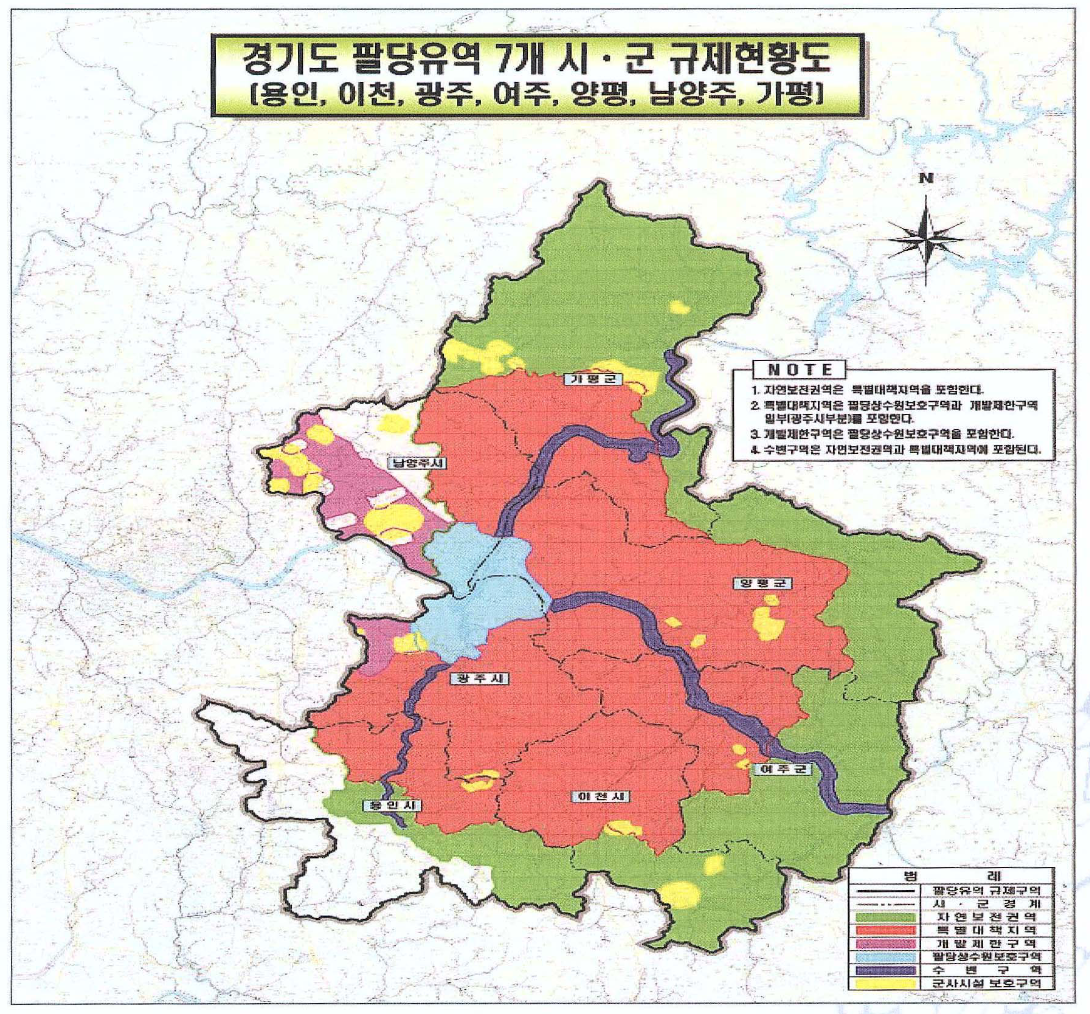 경기도 팔당유역 7개 시·군 규제현황도
(용인, 이천, 광주, 여주, 양평, 남양주, 가평)
N
NOTE
1. 자연보전권역은 특별대책지역을 포함한다.
2. 특별대책지역은 팔당상수원보호구역과 개발제한구역
일부(광주시부분)를 포함한다.
3. 개발제한구역은 팔당상수원보호구역을 포함한다.
4. 수변구역은 자연보전권역과 특별대책지역에 포함된다.
가평군
남양주시
양평군
광주시
여주군
이천시
용인시
범 례
팔당유역 규제구역
시 · 군 경 계
자연보전권역
특별대책지역
개발제한구역
팔당상수원보호구역
수 변 구 역
군사시설 보호구역